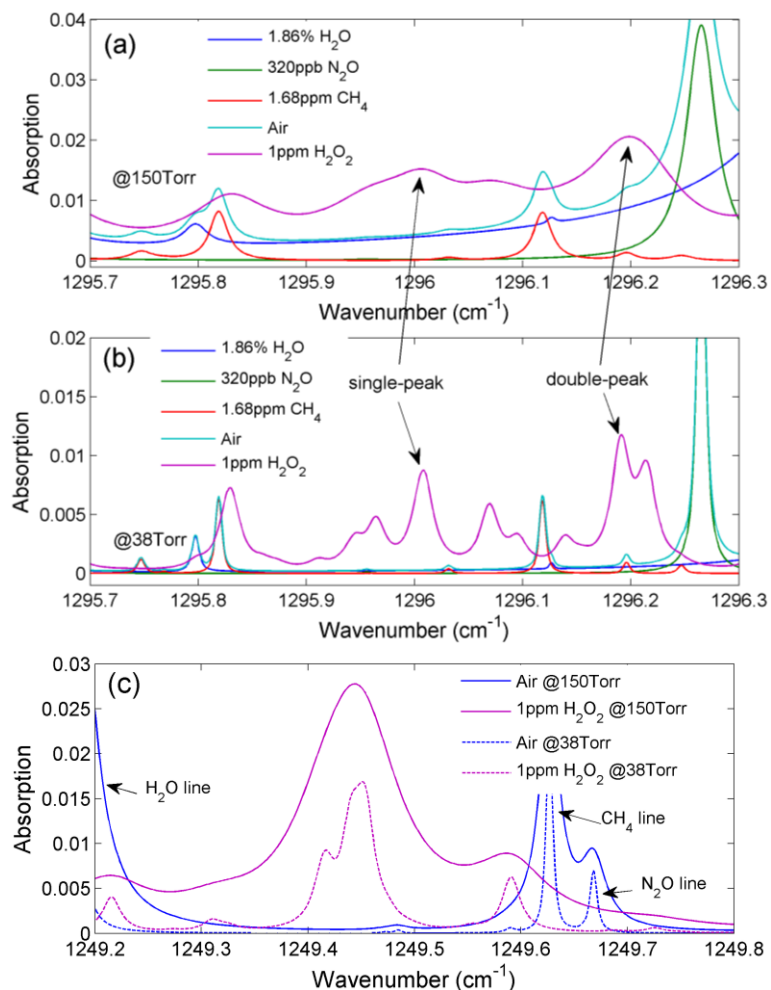 (a)
1.86% H2O
320ppb N2O
1.68ppm CH4
Air
1ppm H2O2
@150Torr
Absorption
0.04
0.03
0.02
0.01
0
1295.7 1295.8 1295.9 1296 1296.1 1296.2 1296.3
Wavenumber (cm-1)
(b)
1.86% H2O
320ppb N2O
1.68ppm CH4
Air
1ppm H2O2
single-peak
double-peak
@38Torr
Absorption
0.02
0.015
0.01
0.005
0
1295.7 1295.8 1295.9 1296 1296.1 1296.2 1296.3
Wavenumber (cm-1)
(c)
Air @150Torr
1ppm H2O2 @150Torr
Air @38Torr
1ppm H2O2 @38Torr
H2O line
CH4 line
N2O line
Absorption
0.03
0.025
0.02
0.015
0.01
0.005
0
1249.2 1249.3 1249.4 1249.5 1249.6 1249.7 1249.8
Wavenumber (cm-1)